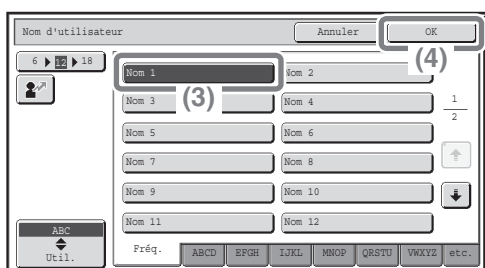 Nom d'utilisateur Annuler OK
6 12 18 (4)
Nom 1 Nom 2
(3)
Nom 3 Nom 4 1
2
Nom 5 Nom 6
Nom 7 Nom 8
Nom 9 Nom 10
Nom 11 Nom 12
ABC
Util.
Fréq. ABCD EFGH IJKL MNOP QRSTU VWXYZ etc.